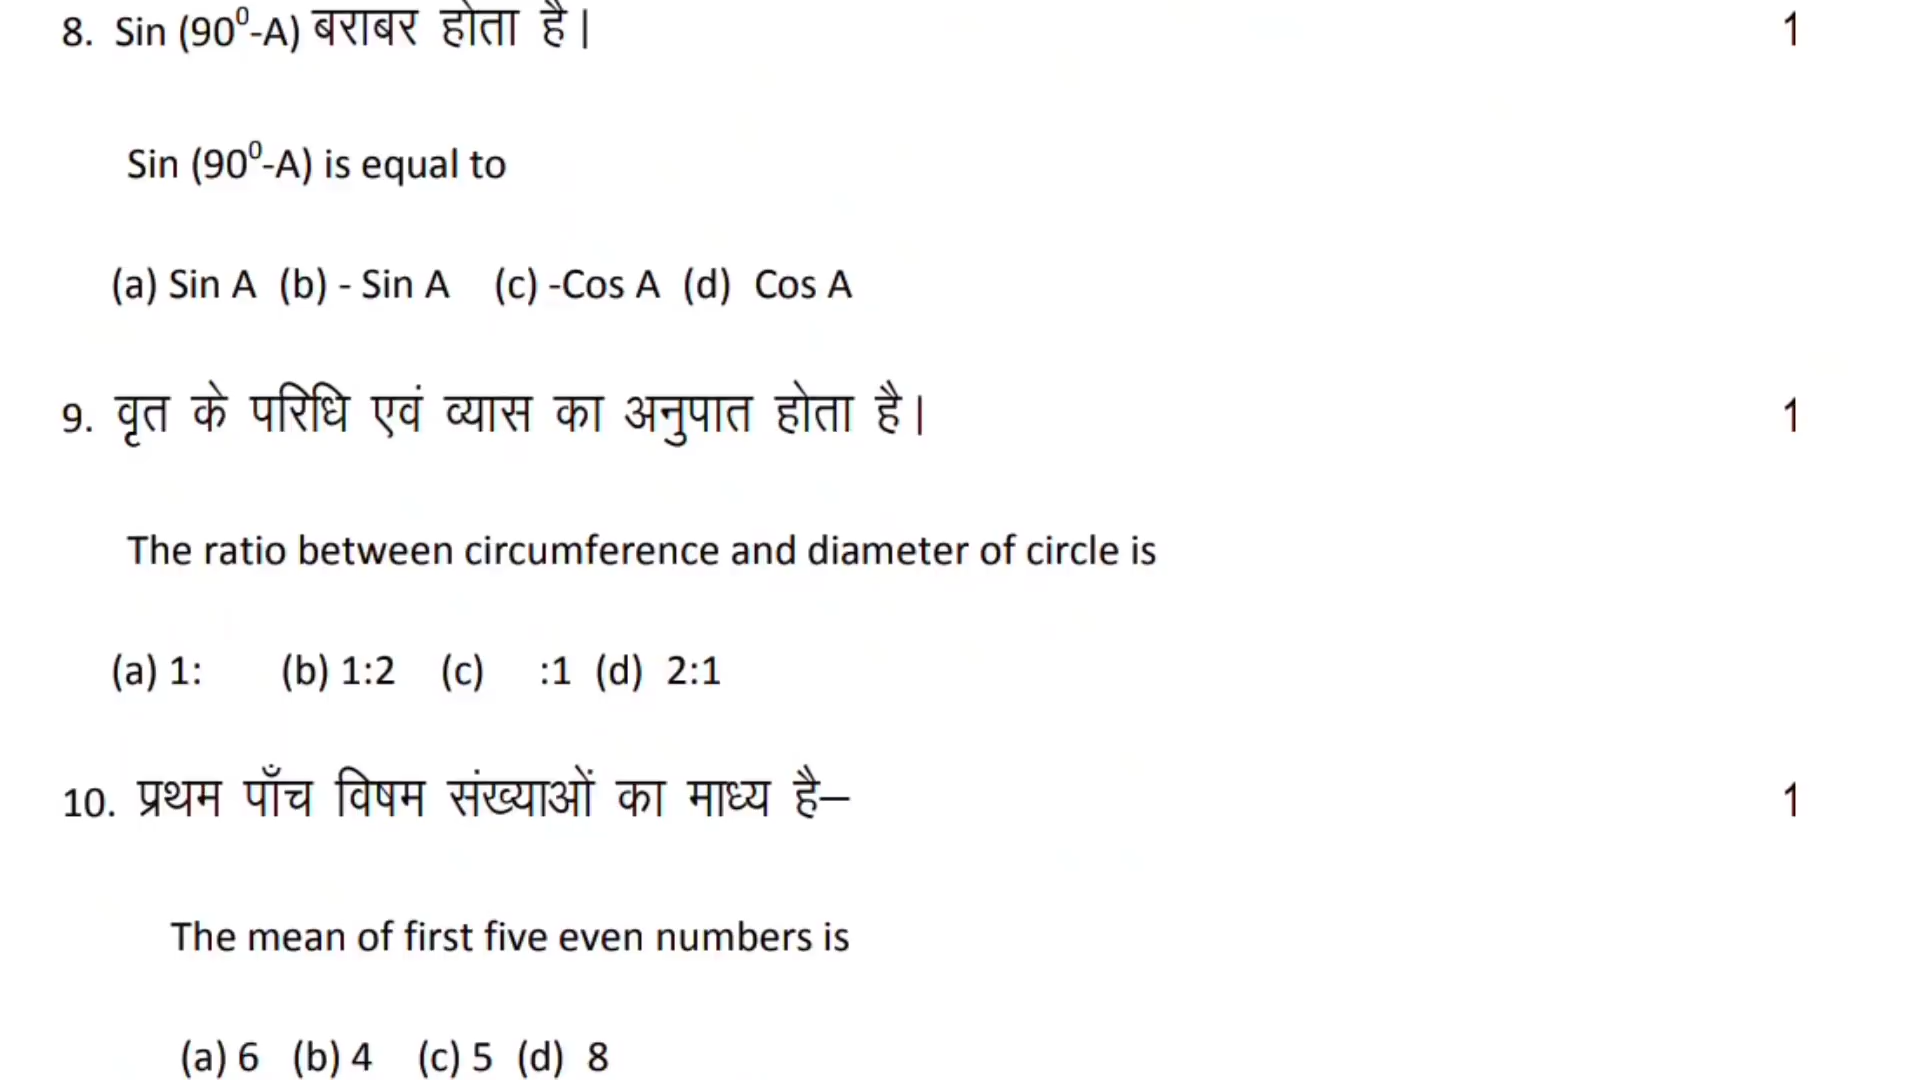 8. Sin (90⁰-A) बराबर होता है। 1
Sin (90⁰-A) is equal to
(a) Sin A (b) - Sin A (c) -Cos A (d) Cos A
9. वृत के परिधि एवं व्यास का अनुपात होता है। 1
The ratio between circumference and diameter of circle is
(a) 1: (b) 1:2 (c) :1 (d) 2:1
10. प्रथम पाँच विषम संख्याओं का माध्य है– 1
The mean of first five even numbers is
(a) 6 (b) 4 (c) 5 (d) 8